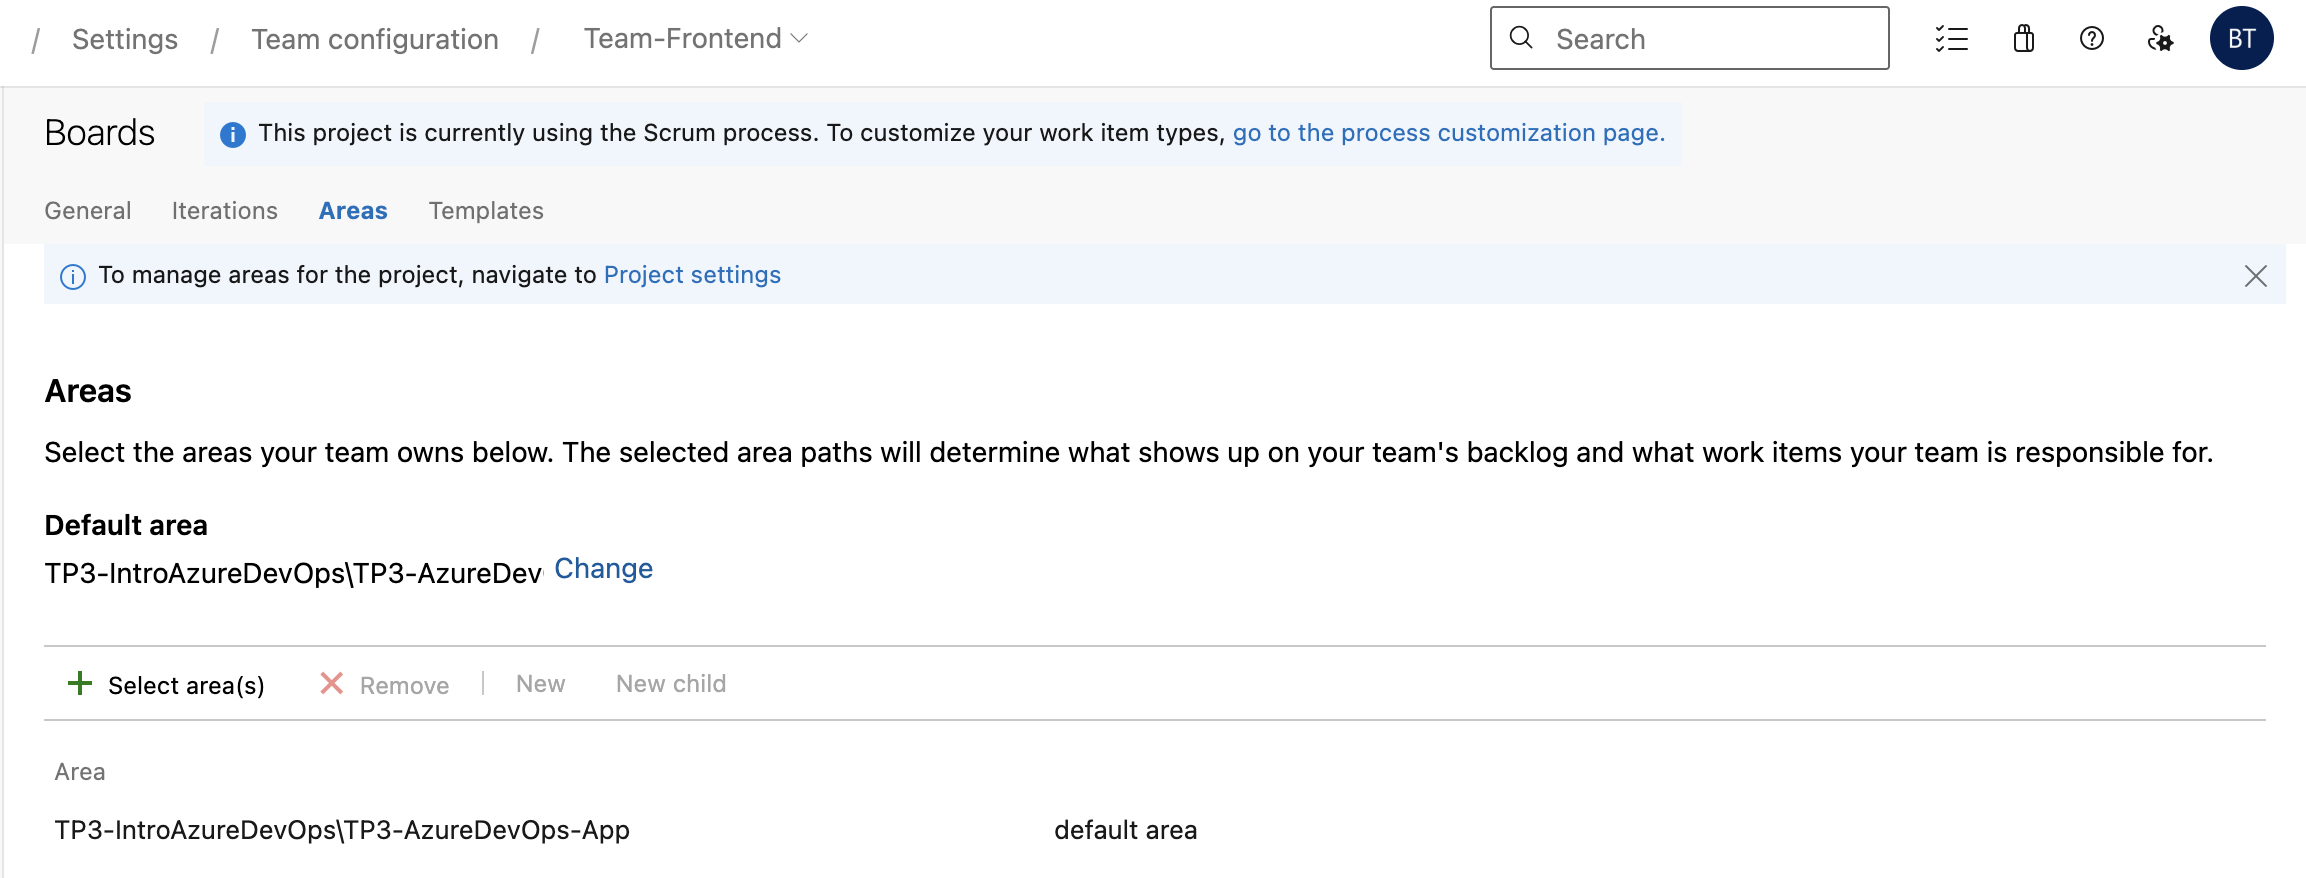 / Settings / Team configuration / Team-Frontend
Search
BT
Boards
This project is currently using the Scrum process. To customize your work item types, go to the process customization page.
General Iterations Areas Templates
To manage areas for the project, navigate to Project settings
Areas
Select the areas your team owns below. The selected area paths will determine what shows up on your team's backlog and what work items your team is responsible for.
Default area
TP3-IntroAzureDevOps\TP3-AzureDev Change
Select area(s) Remove New New child
Area
TP3-IntroAzureDevOps\TP3-AzureDevOps-App default area